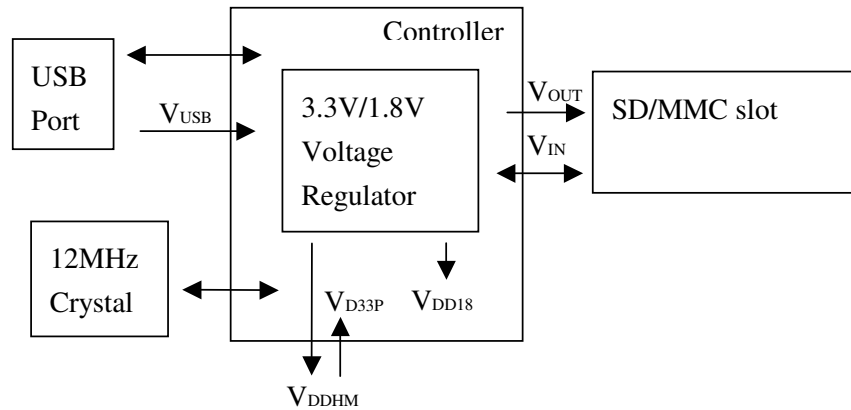 Controller
USB
Port
VUSB
3.3V/1.8V
Voltage
Regulator
VOUT
VIN
SD/MMC slot
12MHz
Crystal
VD33P
VDD18
VDDHM